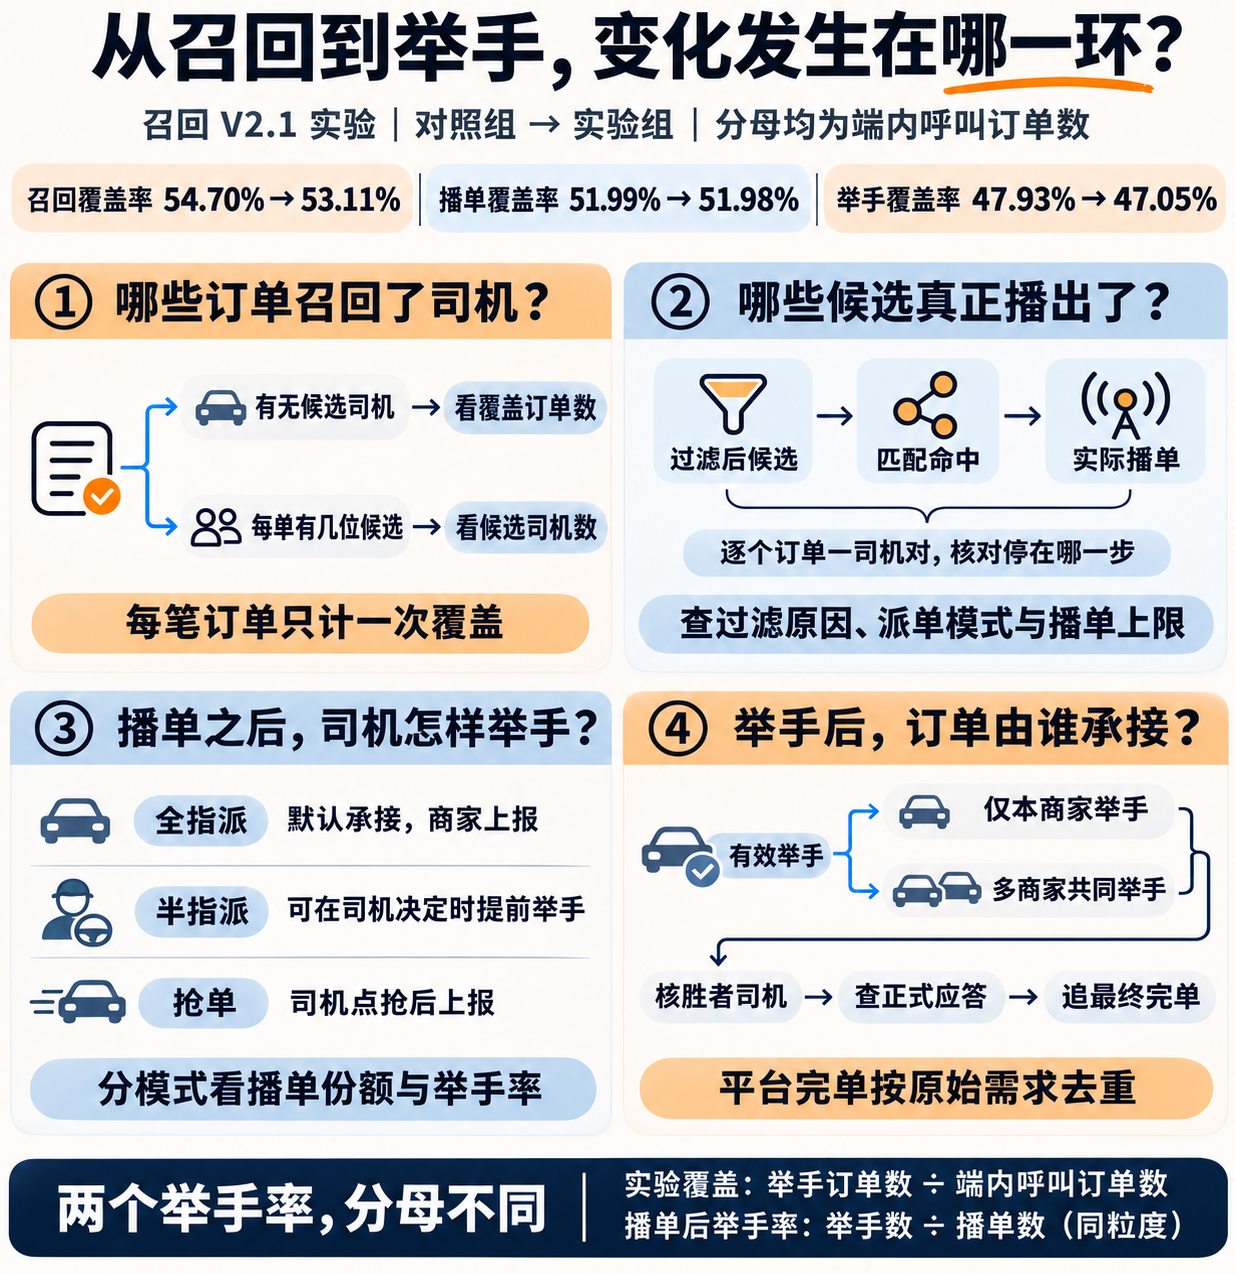 从召回到举手，变化发生在哪一环？
召回 V2.1 实验｜对照组 → 实验组｜分母均为端内呼叫订单数
召回覆盖率 54.70% → 53.11%
播单覆盖率 51.99% → 51.98%
举手覆盖率 47.93% → 47.05%
① 哪些订单召回了司机？
有无候选司机 → 看覆盖订单数
每单有几位候选 → 看候选司机数
每笔订单只计一次覆盖
② 哪些候选真正播出了？
过滤后候选 → 匹配命中 → 实际播单
逐个订单—司机对，核对停在哪一步
查过滤原因、派单模式与播单上限
③ 播单之后，司机怎样举手？
全指派 默认承接，商家上报
半指派 可在司机决定时提前举手
抢单 司机点抢后上报
分模式看播单份额与举手率
④ 举手后，订单由谁承接？
有效举手
仅本商家举手
多商家共同举手
核胜者司机 → 查正式应答 → 追最终完单
平台完单按原始需求去重
两个举手率，分母不同
实验覆盖：举手订单数 ÷ 端内呼叫订单数
播单后举手率：举手数 ÷ 播单数（同粒度）